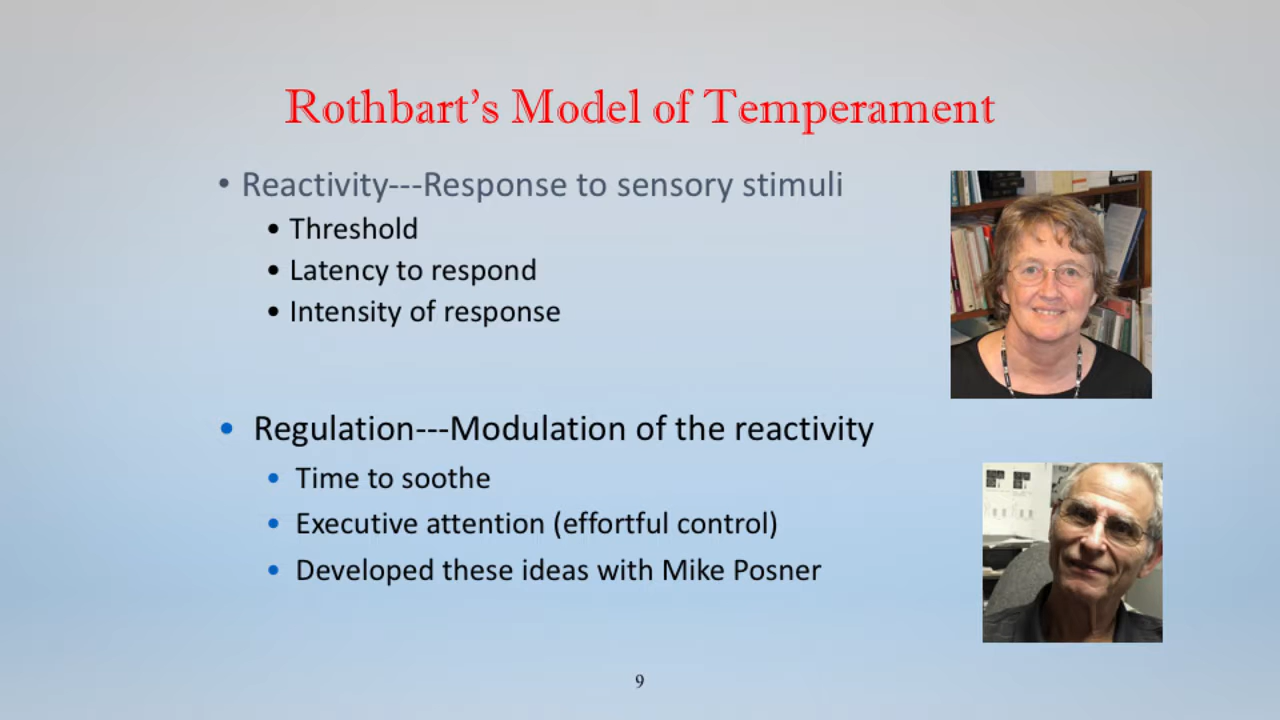 Rothbart’s Model of Temperament
• Reactivity---Response to sensory stimuli
• Threshold
• Latency to respond
• Intensity of response
• Regulation---Modulation of the reactivity
• Time to soothe
• Executive attention (effortful control)
• Developed these ideas with Mike Posner
9